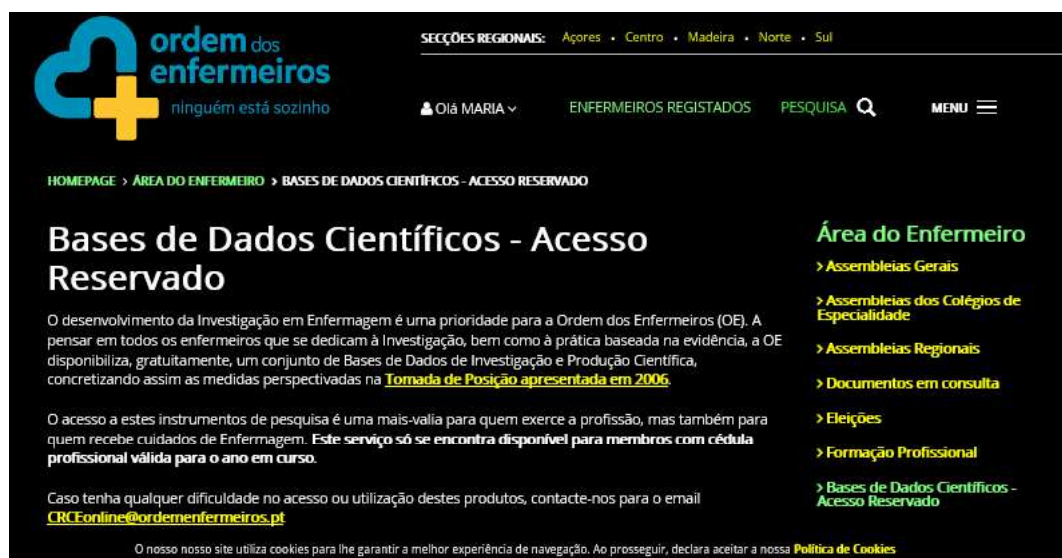 ordem dos
enfermeiros
ninguém está sozinho
SECÇÕES REGIONAIS: Açores • Centro • Madeira • Norte • Sul
Olá MARIA
ENFERMEIROS REGISTADOS
PESQUISA
MENU
HOMEPAGE > ÁREA DO ENFERMEIRO > BASES DE DADOS CIENTÍFICOS - ACESSO RESERVADO
Bases de Dados Científicos - Acesso
Reservado
O desenvolvimento da Investigação em Enfermagem é uma prioridade para a Ordem dos Enfermeiros (OE). A
pensar em todos os enfermeiros que se dedicam à Investigação, bem como à prática baseada na evidência, a OE
disponibiliza, gratuitamente, um conjunto de Bases de Dados de Investigação e Produção Científica,
concretizando assim as medidas perspectivadas na Tomada de Posição apresentada em 2006.
O acesso a estes instrumentos de pesquisa é uma mais-valia para quem exerce a profissão, mas também para
quem recebe cuidados de Enfermagem. Este serviço só se encontra disponível para membros com cédula
profissional válida para o ano em curso.
Caso tenha qualquer dificuldade no acesso ou utilização destes produtos, contacte-nos para o email
CRCEonline@ordemenfermeiros.pt
Área do Enfermeiro
> Assembleias Gerais
> Assembleias dos Colégios de
Especialidade
> Assembleias Regionais
> Documentos em consulta
> Eleições
> Formação Profissional
> Bases de Dados Científicos -
Acesso Reservado
O nosso nosso site utiliza cookies para lhe garantir a melhor experiência de navegação. Ao prosseguir, declara aceitar a nossa Política de Cookies